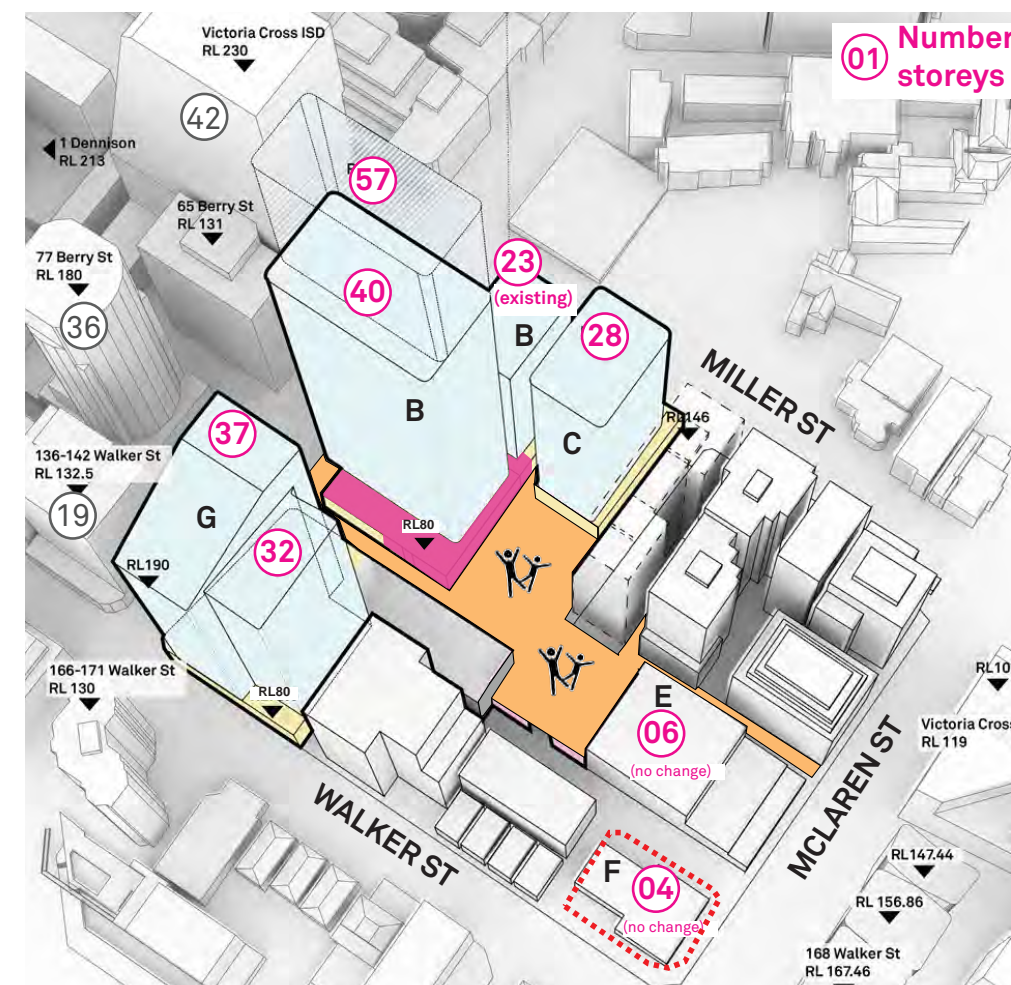 Victoria Cross ISD
RL 230
01
Number
storeys
42
1 Dennison
RL 213
57
65 Berry St
RL 131
77 Berry St
RL 180
40
23
(existing)
36
B
28
MILLER ST
37
B
C
RL146
136-142 Walker St
RL 132.5
19
G
RL80
32
RL190
166-171 Walker St
RL 130
RL80
E
06
(no change)
RL10
Victoria Cross
RL 119
WALKER ST
MCLAREN ST
F
04
(no change)
RL147.44
RL 156.86
168 Walker St
RL 167.46